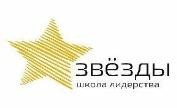 звёзды
школа лидерства